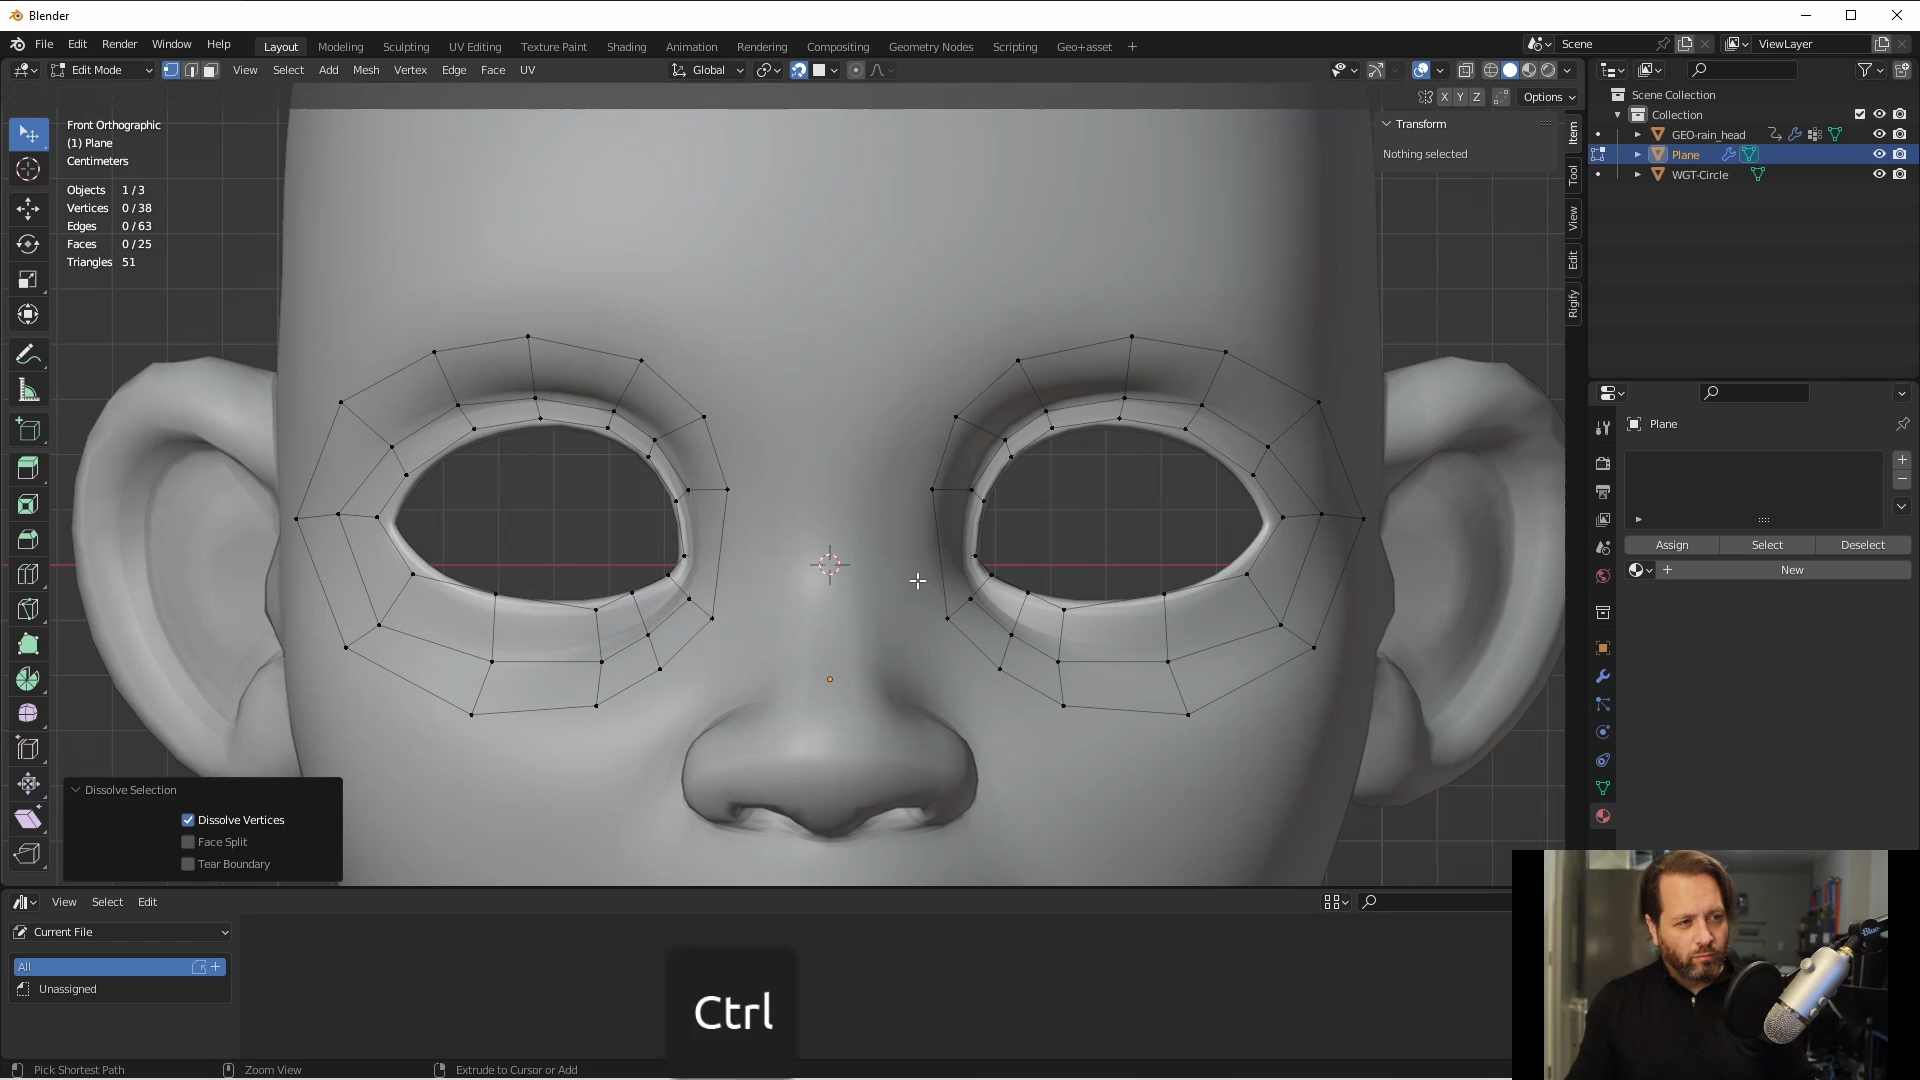 Blender
File Edit Render Window Help
Layout Modeling Sculpting UV Editing Texture Paint Shading Animation Rendering Compositing Geometry Nodes Scripting Geo+asset +
Scene
ViewLayer
Edit Mode View Select Add Mesh Vertex Edge Face UV
Global
X Y Z Options
Front Orthographic
(1) Plane
Centimeters
Objects 1/3
Vertices 0/38
Edges 0/63
Faces 0/25
Triangles 51
Transform
Nothing selected
Item
Tool
View
Edit
Rigify
Scene Collection
Collection
GEO-rain_head
Plane
WGT-Circle
Plane
Assign Select Deselect
New
Dissolve Selection
Dissolve Vertices
Face Split
Tear Boundary
View Select Edit
Current File
All
Unassigned
Ctrl
Blue
Pick Shortest Path Zoom View Extrude to Cursor or Add